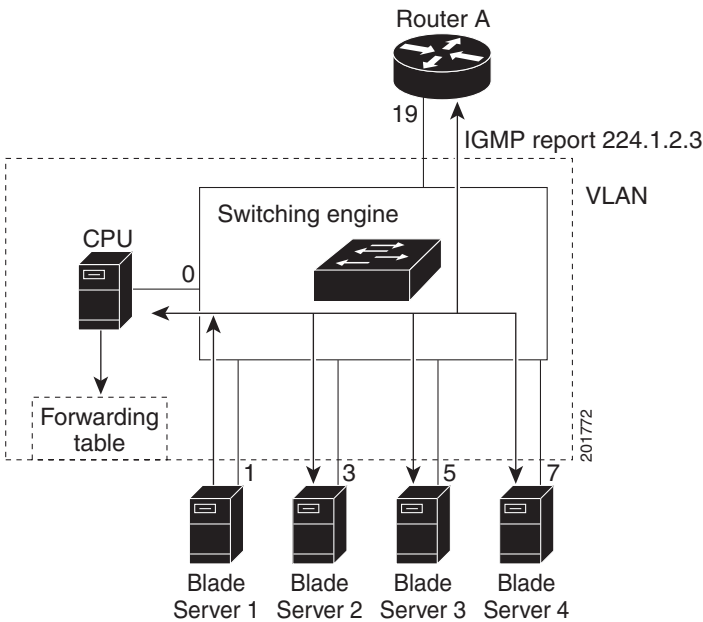 Router A
19
IGMP report 224.1.2.3
VLAN
Switching engine
CPU
0
Forwarding
table
201772
1
3
5
7
Blade
Server 1
Blade
Server 2
Blade
Server 3
Blade
Server 4